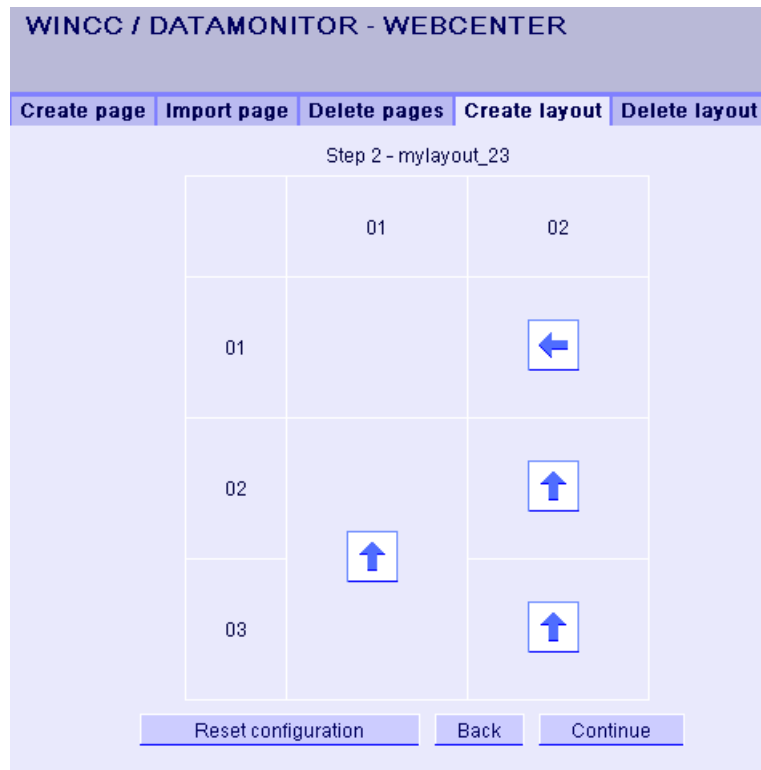 WINCC / DATAMONITOR - WEBCENTER
Create page Import page Delete pages Create layout Delete layout
Step 2 - mylayout_23
01 02
01
02
03
Reset configuration Back Continue